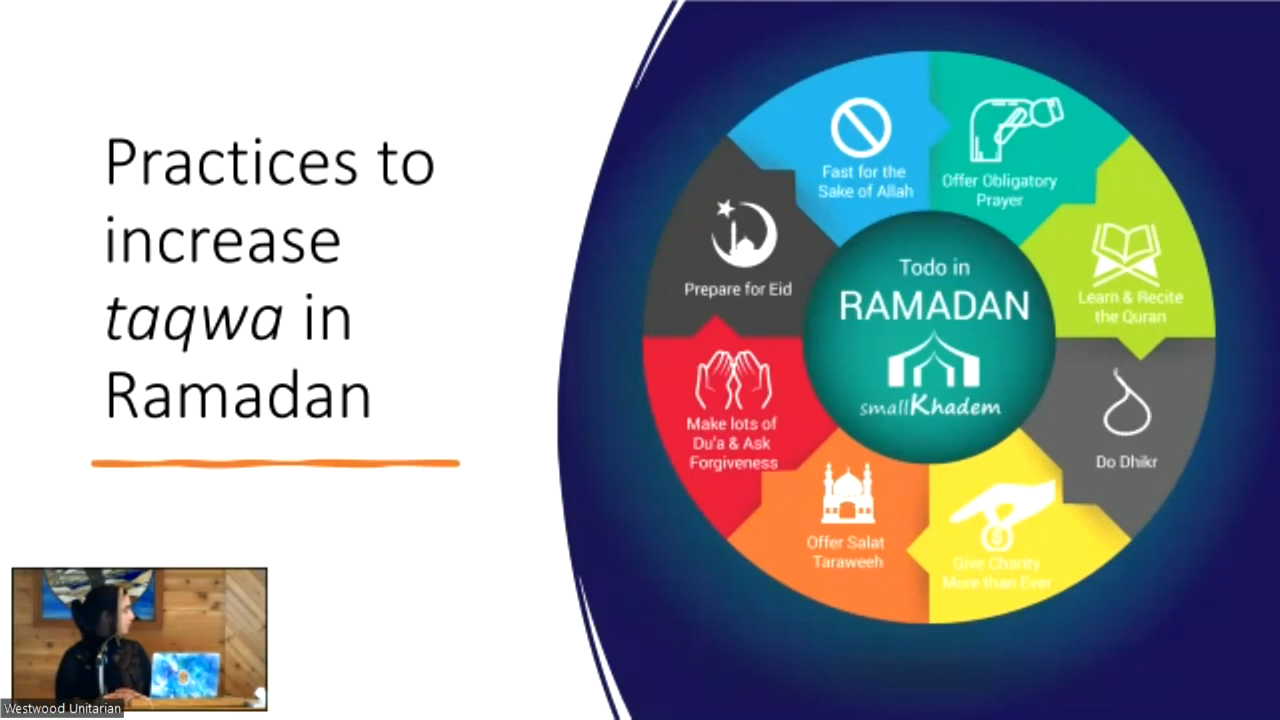 Practices to
increase
taqwa in
Ramadan
Fast for the
Sake of Allah
Offer Obligatory
Prayer
Learn & Recite
the Quran
Do Dhikr
Give Charity
More than Ever
Offer Salat
Taraweeh
Make lots of
Du'a & Ask
Forgiveness
Prepare for Eid
Todo in
RAMADAN
smallKhadem
Westwood Unitarian